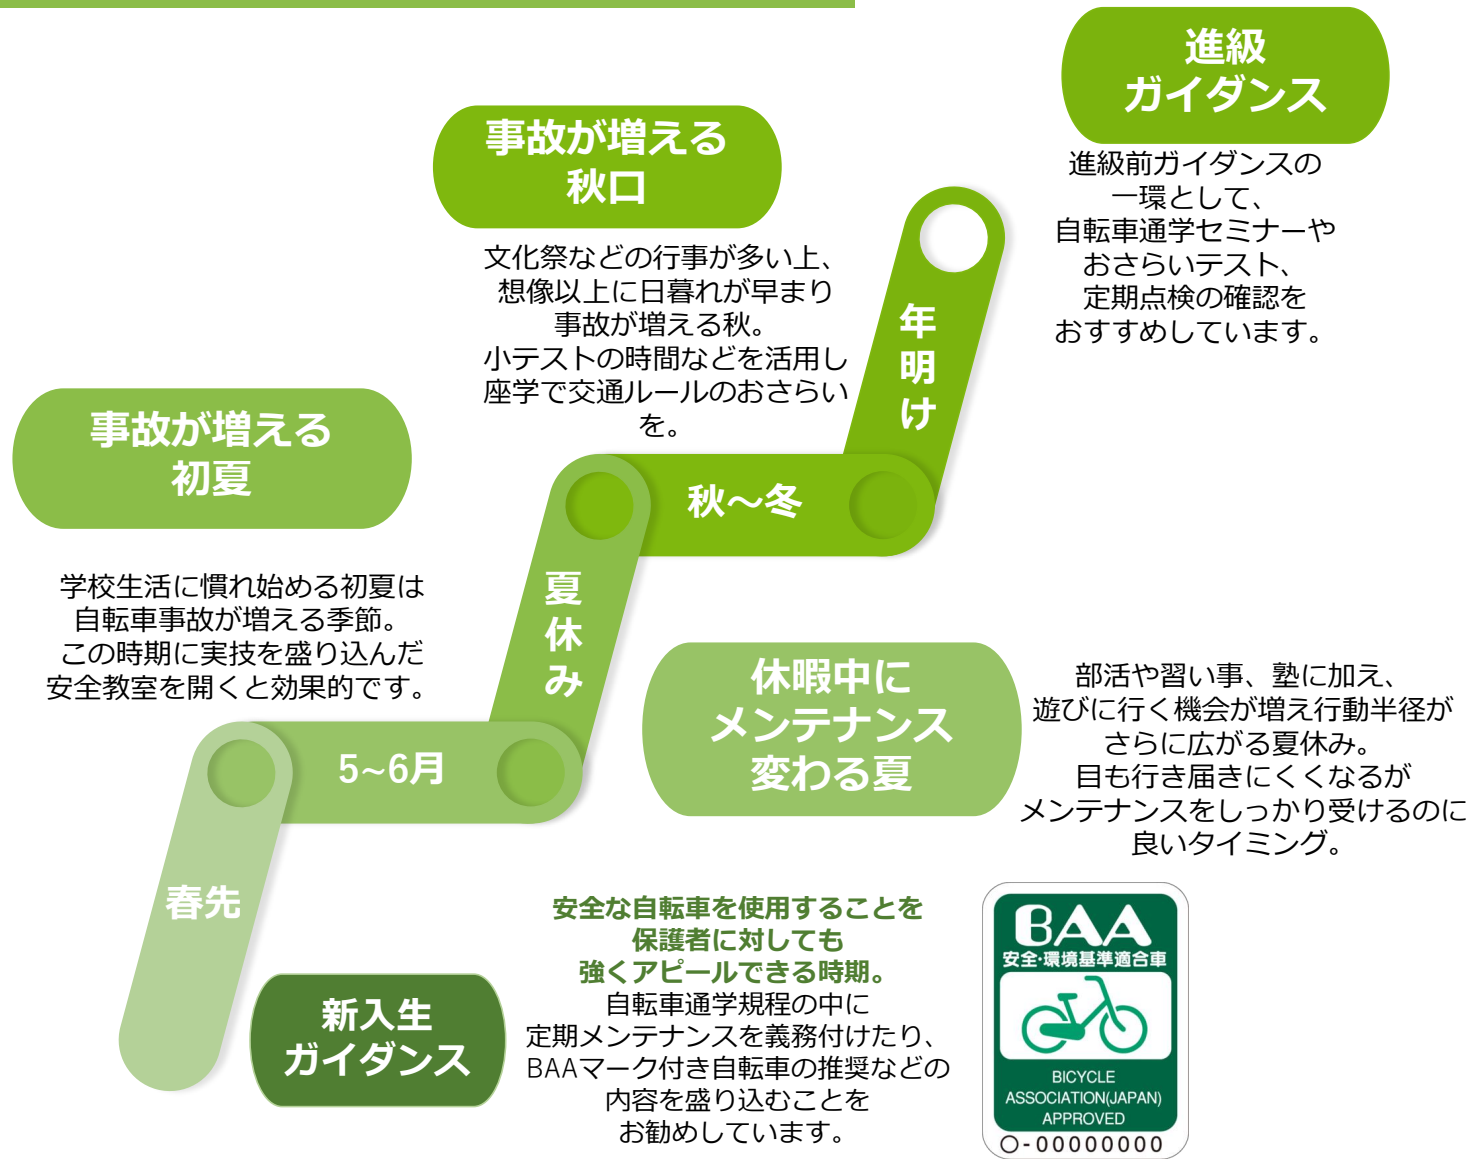 進級
ガイダンス
進級前ガイダンスの
一環として、
自転車通学セミナーや
おさらいテスト、
定期点検の確認を
おすすめしています。
事故が増える
秋口
文化祭などの行事が多い上、
想像以上に日暮れが早まり
事故が増える秋。
小テストの時間などを活用し
座学で交通ルールのおさらい
を。
年明け
事故が増える
初夏
秋～冬
学校生活に慣れ始める初夏は
自転車事故が増える季節。
この時期に実技を盛り込んだ
安全教室を開くと効果的です。
夏休み
休暇中に
メンテナンス
変わる夏
部活や習い事、塾に加え、
遊びに行く機会が増え行動半径が
さらに広がる夏休み。
目も行き届きにくくなるが
メンテナンスをしっかり受けるのに
良いタイミング。
5~6月
春先
新入生
ガイダンス
安全な自転車を使用することを
保護者に対しても
強くアピールできる時期。
自転車通学規程の中に
定期メンテナンスを義務付けたり、
BAAマーク付き自転車の推奨などの
内容を盛り込むことを
お勧めしています。
BAA
安全・環境基準適合車
BICYCLE
ASSOCIATION(JAPAN)
APPROVED
○-00000000